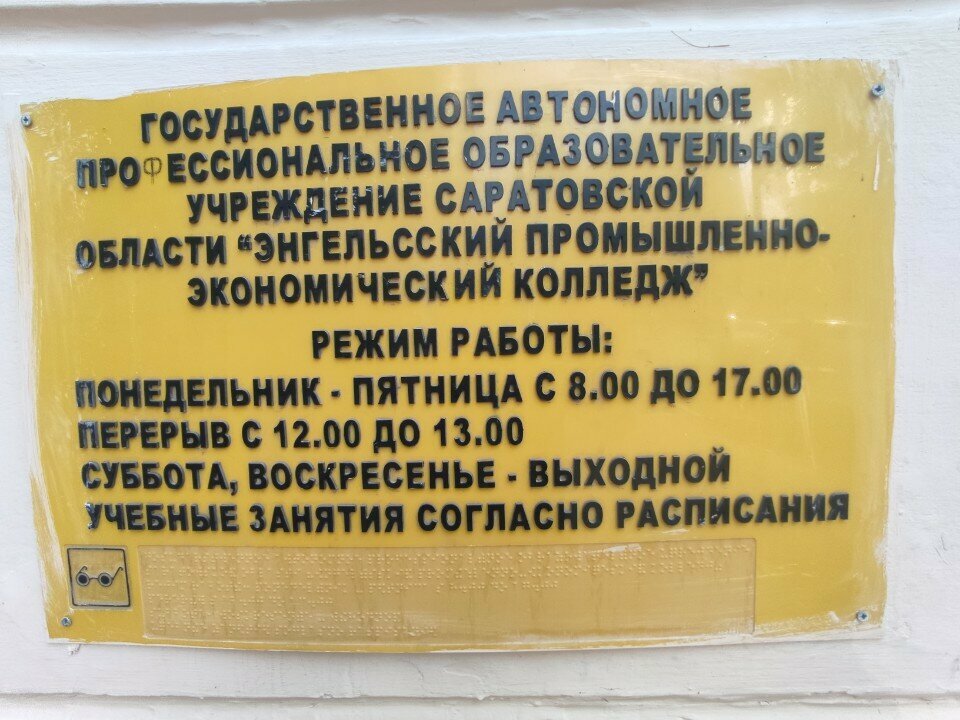 ГОСУДАРСТВЕННОЕ АВТОНОМНОЕ
ПРОФЕССИОНАЛЬНОЕ ОБРАЗОВАТЕЛЬНОЕ
УЧРЕЖДЕНИЕ САРАТОВСКОЙ
ОБЛАСТИ “ЭНГЕЛЬССКИЙ ПРОМЫШЛЕННО-
ЭКОНОМИЧЕСКИЙ КОЛЛЕДЖ”
РЕЖИМ РАБОТЫ:
ПОНЕДЕЛЬНИК - ПЯТНИЦА С 8.00 ДО 17.00
ПЕРЕРЫВ С 12.00 ДО 13.00
СУББОТА, ВОСКРЕСЕНЬЕ - ВЫХОДНОЙ
УЧЕБНЫЕ ЗАНЯТИЯ СОГЛАСНО РАСПИСАНИЯ